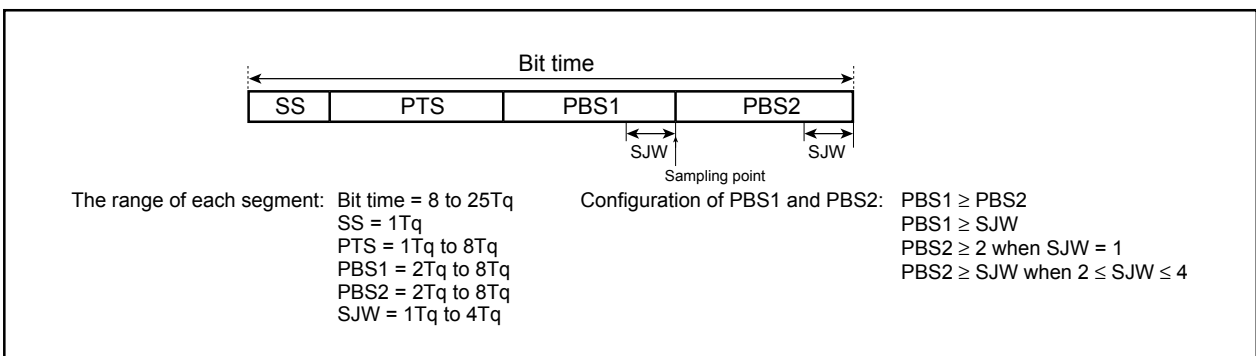 Bit time
SS PTS PBS1 PBS2
SJW SJW
Sampling point
The range of each segment: Bit time = 8 to 25Tq
SS = 1Tq
PTS = 1Tq to 8Tq
PBS1 = 2Tq to 8Tq
PBS2 = 2Tq to 8Tq
SJW = 1Tq to 4Tq
Configuration of PBS1 and PBS2: PBS1 ≥ PBS2
PBS1 ≥ SJW
PBS2 ≥ 2 when SJW = 1
PBS2 ≥ SJW when 2 ≤ SJW ≤ 4